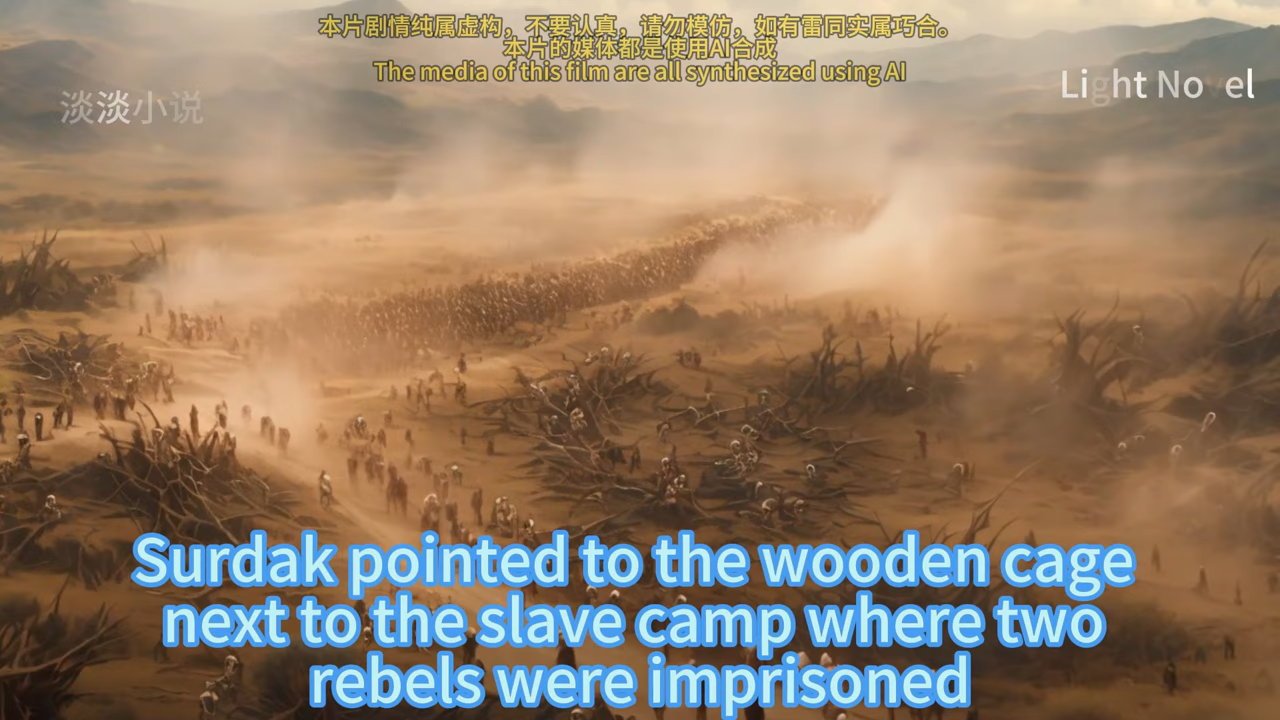 本片剧情纯属虚构，不要认真，请勿模仿，如有雷同实属巧合。
本片的媒体都是使用AI合成
The media of this film are all synthesized using AI
淡淡小说
Light Novel
Surdak pointed to the wooden cage
next to the slave camp where two
rebels were imprisoned